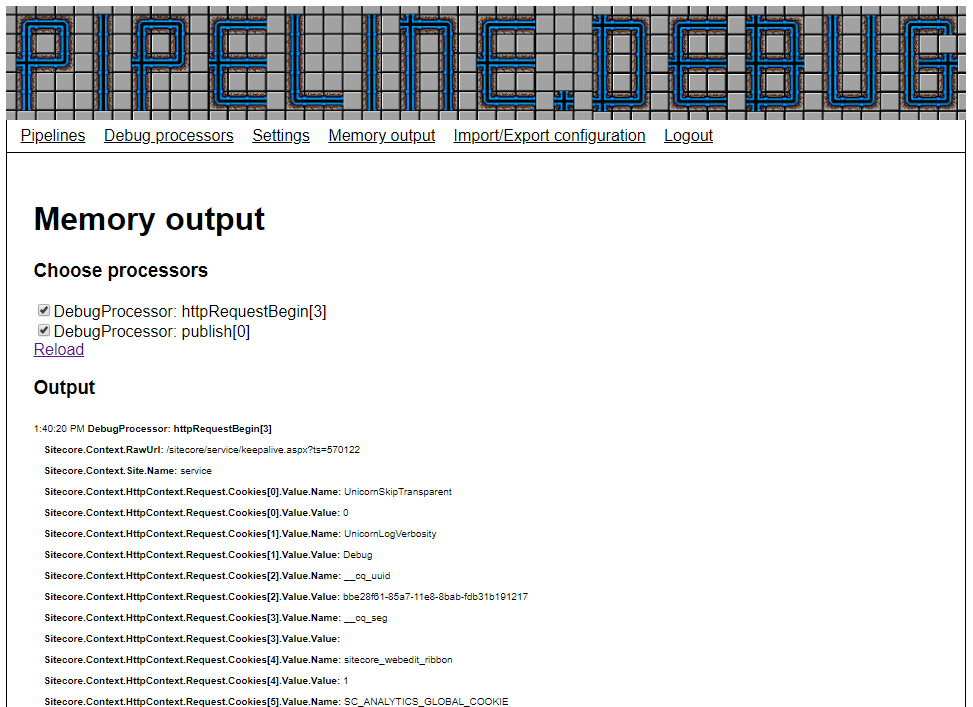 PIPELINE.DEBUG
Pipelines Debug processors Settings Memory output Import/Export configuration Logout
Memory output
Choose processors
DebugProcessor: httpRequestBegin[3]
DebugProcessor: publish[0]
Reload
Output
1:40:20 PM DebugProcessor: httpRequestBegin[3]
Sitecore.Context.RawUrl: /sitecore/service/keepalive.aspx?ts=570122
Sitecore.Context.Site.Name: service
Sitecore.Context.HttpContext.Request.Cookies[0].Value.Name: UnicornSkipTransparent
Sitecore.Context.HttpContext.Request.Cookies[0].Value.Value: 0
Sitecore.Context.HttpContext.Request.Cookies[1].Value.Name: UnicornLogVerbosity
Sitecore.Context.HttpContext.Request.Cookies[1].Value.Value: Debug
Sitecore.Context.HttpContext.Request.Cookies[2].Value.Name: __cq_uuid
Sitecore.Context.HttpContext.Request.Cookies[2].Value.Value: bbe28f61-85a7-11e8-8bab-fdb31b191217
Sitecore.Context.HttpContext.Request.Cookies[3].Value.Name: __cq_seg
Sitecore.Context.HttpContext.Request.Cookies[3].Value.Value:
Sitecore.Context.HttpContext.Request.Cookies[4].Value.Name: sitecore_webedit_ribbon
Sitecore.Context.HttpContext.Request.Cookies[4].Value.Value: 1
Sitecore.Context.HttpContext.Request.Cookies[5].Value.Name: SC_ANALYTICS_GLOBAL_COOKIE